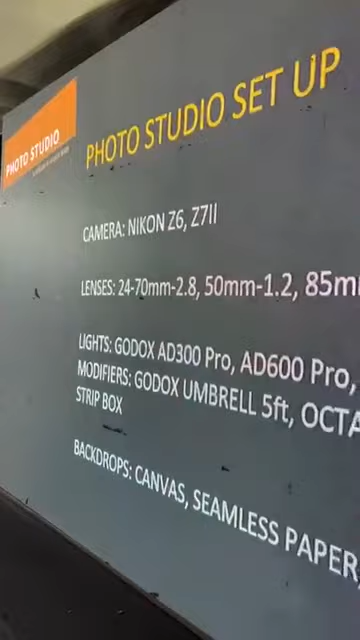 PHOTO STUDIO
PHOTO STUDIO SET UP
CAMERA: NIKON Z6, Z7II
LENSES: 24-70mm-2.8, 50mm-1.2, 85m
LIGHTS: GODOX AD300 Pro, AD600 Pro,
MODIFIERS: GODOX UMBRELL 5ft, OCTA
STRIP BOX
BACKDROPS: CANVAS, SEAMLESS PAPER,